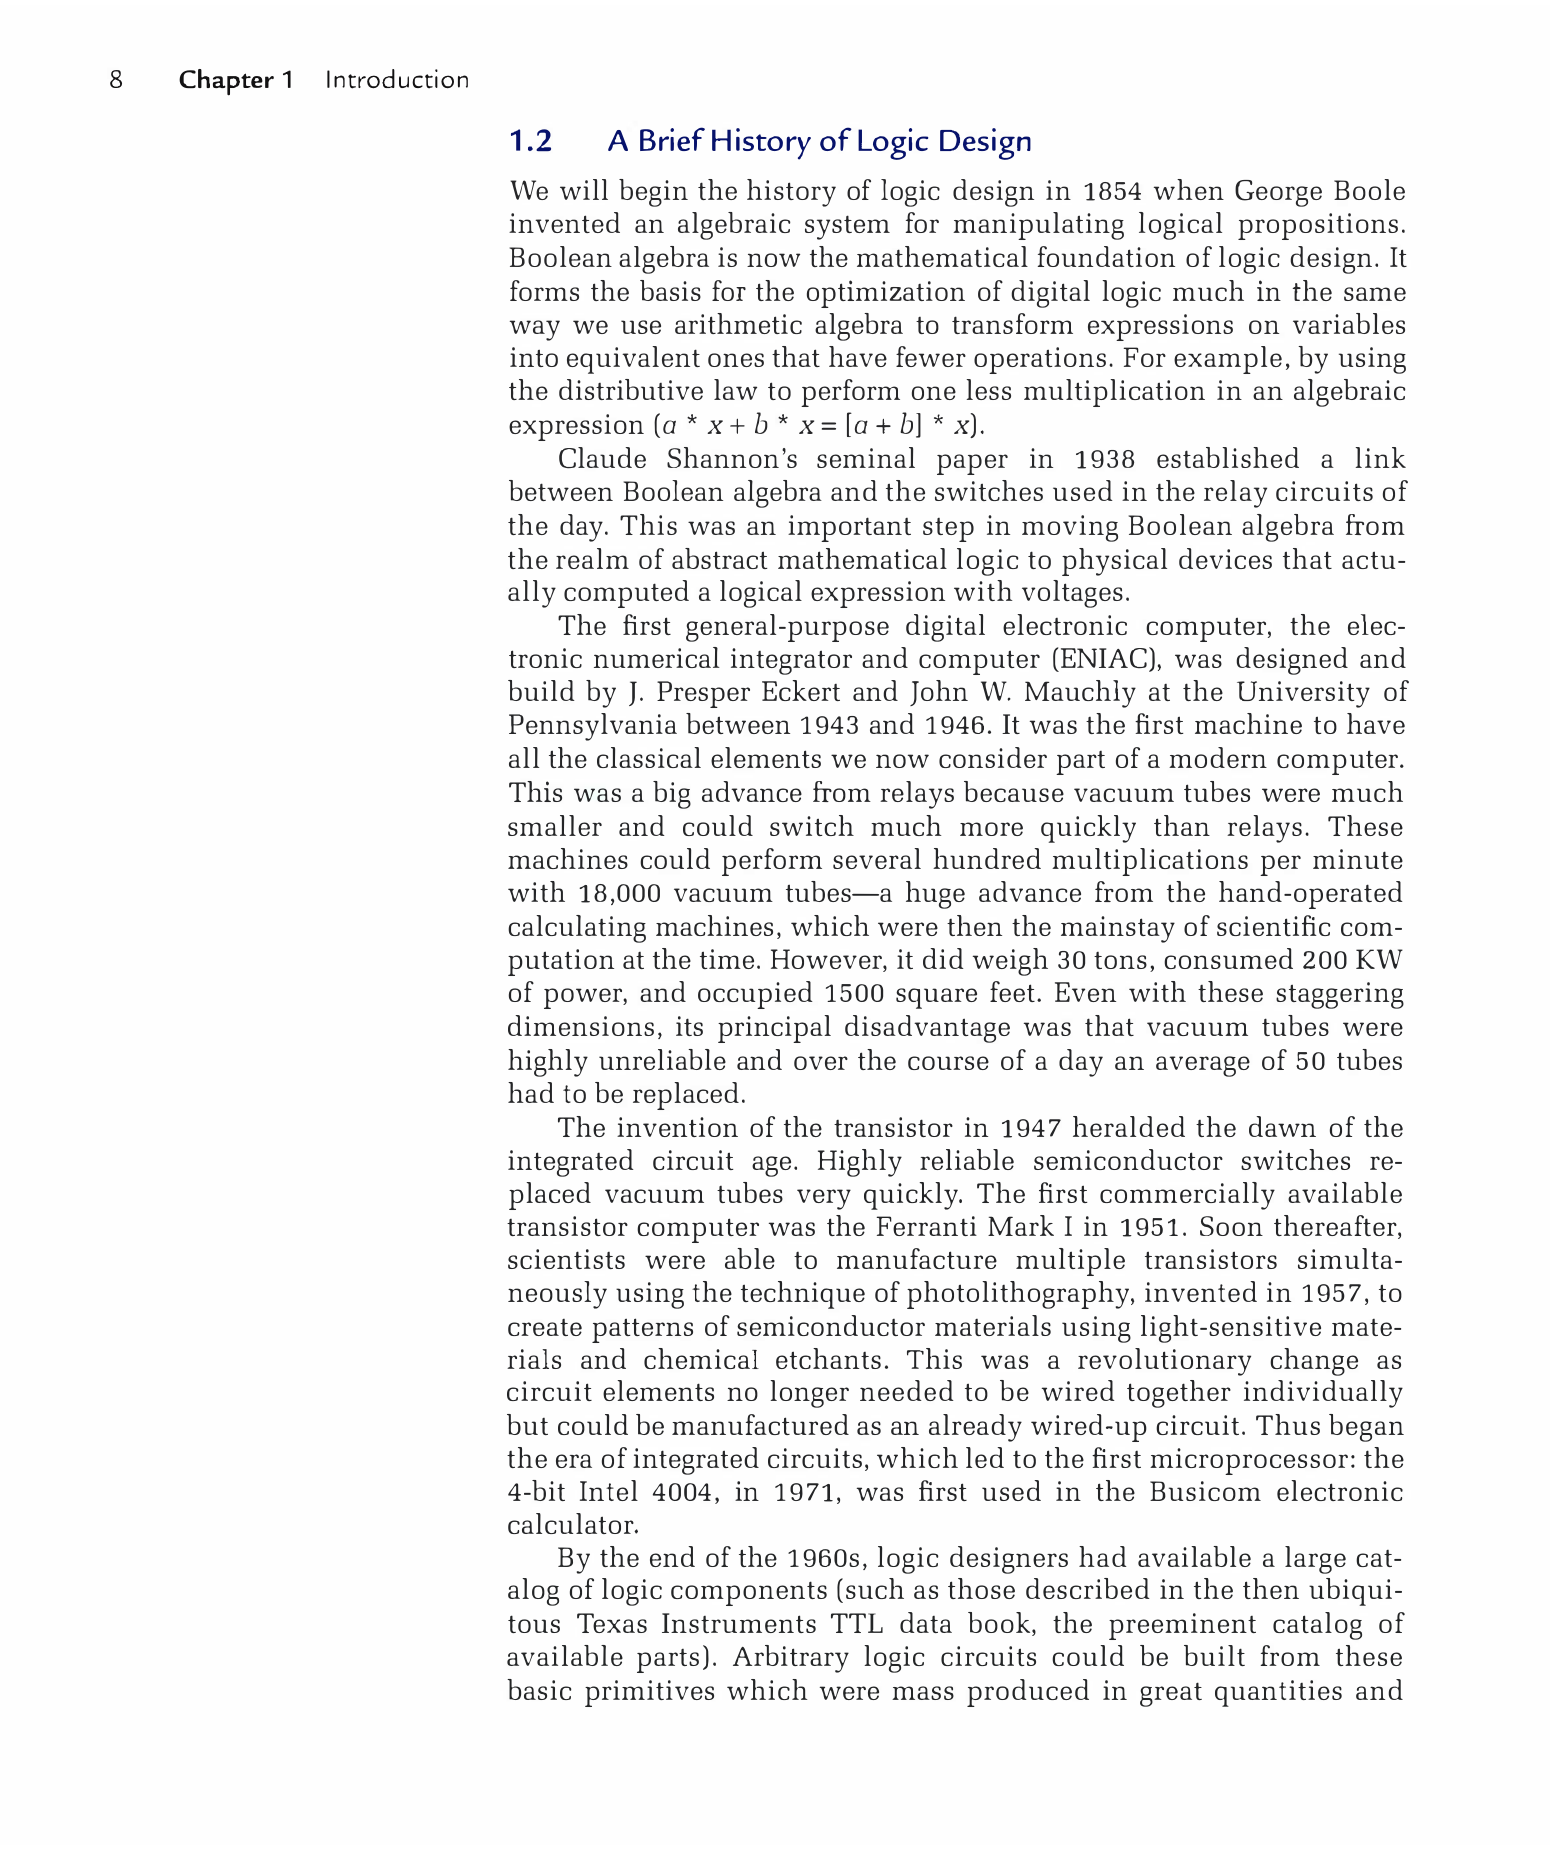 8 Chapter 1 Introduction
1.2 A Brief History of Logic Design
We will begin the history of logic design in 1854 when George Boole
invented an algebraic system for manipulating logical propositions.
Boolean algebra is now the mathematical foundation of logic design. It
forms the basis for the optimization of digital logic much in the same
way we use arithmetic algebra to transform expressions on variables
into equivalent ones that have fewer operations. For example, by using
the distributive law to perform one less multiplication in an algebraic
expression (a * x + b * x = [a + b] * x).
Claude Shannon's seminal paper in 1938 established a link
between Boolean algebra and the switches used in the relay circuits of
the day. This was an important step in moving Boolean algebra from
the realm of abstract mathematical logic to physical devices that actu-
ally computed a logical expression with voltages.
The first general-purpose digital electronic computer, the elec-
tronic numerical integrator and computer (ENIAC), was designed and
build by J. Presper Eckert and John W. Mauchly at the University of
Pennsylvania between 1943 and 1946. It was the first machine to have
all the classical elements we now consider part of a modern computer.
This was a big advance from relays because vacuum tubes were much
smaller and could switch much more quickly than relays. These
machines could perform several hundred multiplications per minute
with 18,000 vacuum tubes—a huge advance from the hand-operated
calculating machines, which were then the mainstay of scientific com-
putation at the time. However, it did weigh 30 tons, consumed 200 KW
of power, and occupied 1500 square feet. Even with these staggering
dimensions, its principal disadvantage was that vacuum tubes were
highly unreliable and over the course of a day an average of 50 tubes
had to be replaced.
The invention of the transistor in 1947 heralded the dawn of the
integrated circuit age. Highly reliable semiconductor switches re-
placed vacuum tubes very quickly. The first commercially available
transistor computer was the Ferranti Mark I in 1951. Soon thereafter,
scientists were able to manufacture multiple transistors simulta-
neously using the technique of photolithography, invented in 1957, to
create patterns of semiconductor materials using light-sensitive mate-
rials and chemical etchants. This was a revolutionary change as
circuit elements no longer needed to be wired together individually
but could be manufactured as an already wired-up circuit. Thus began
the era of integrated circuits, which led to the first microprocessor: the
4-bit Intel 4004, in 1971, was first used in the Busicom electronic
calculator.
By the end of the 1960s, logic designers had available a large cat-
alog of logic components (such as those described in the then ubiqui-
tous Texas Instruments TTL data book, the preeminent catalog of
available parts). Arbitrary logic circuits could be built from these
basic primitives which were mass produced in great quantities and